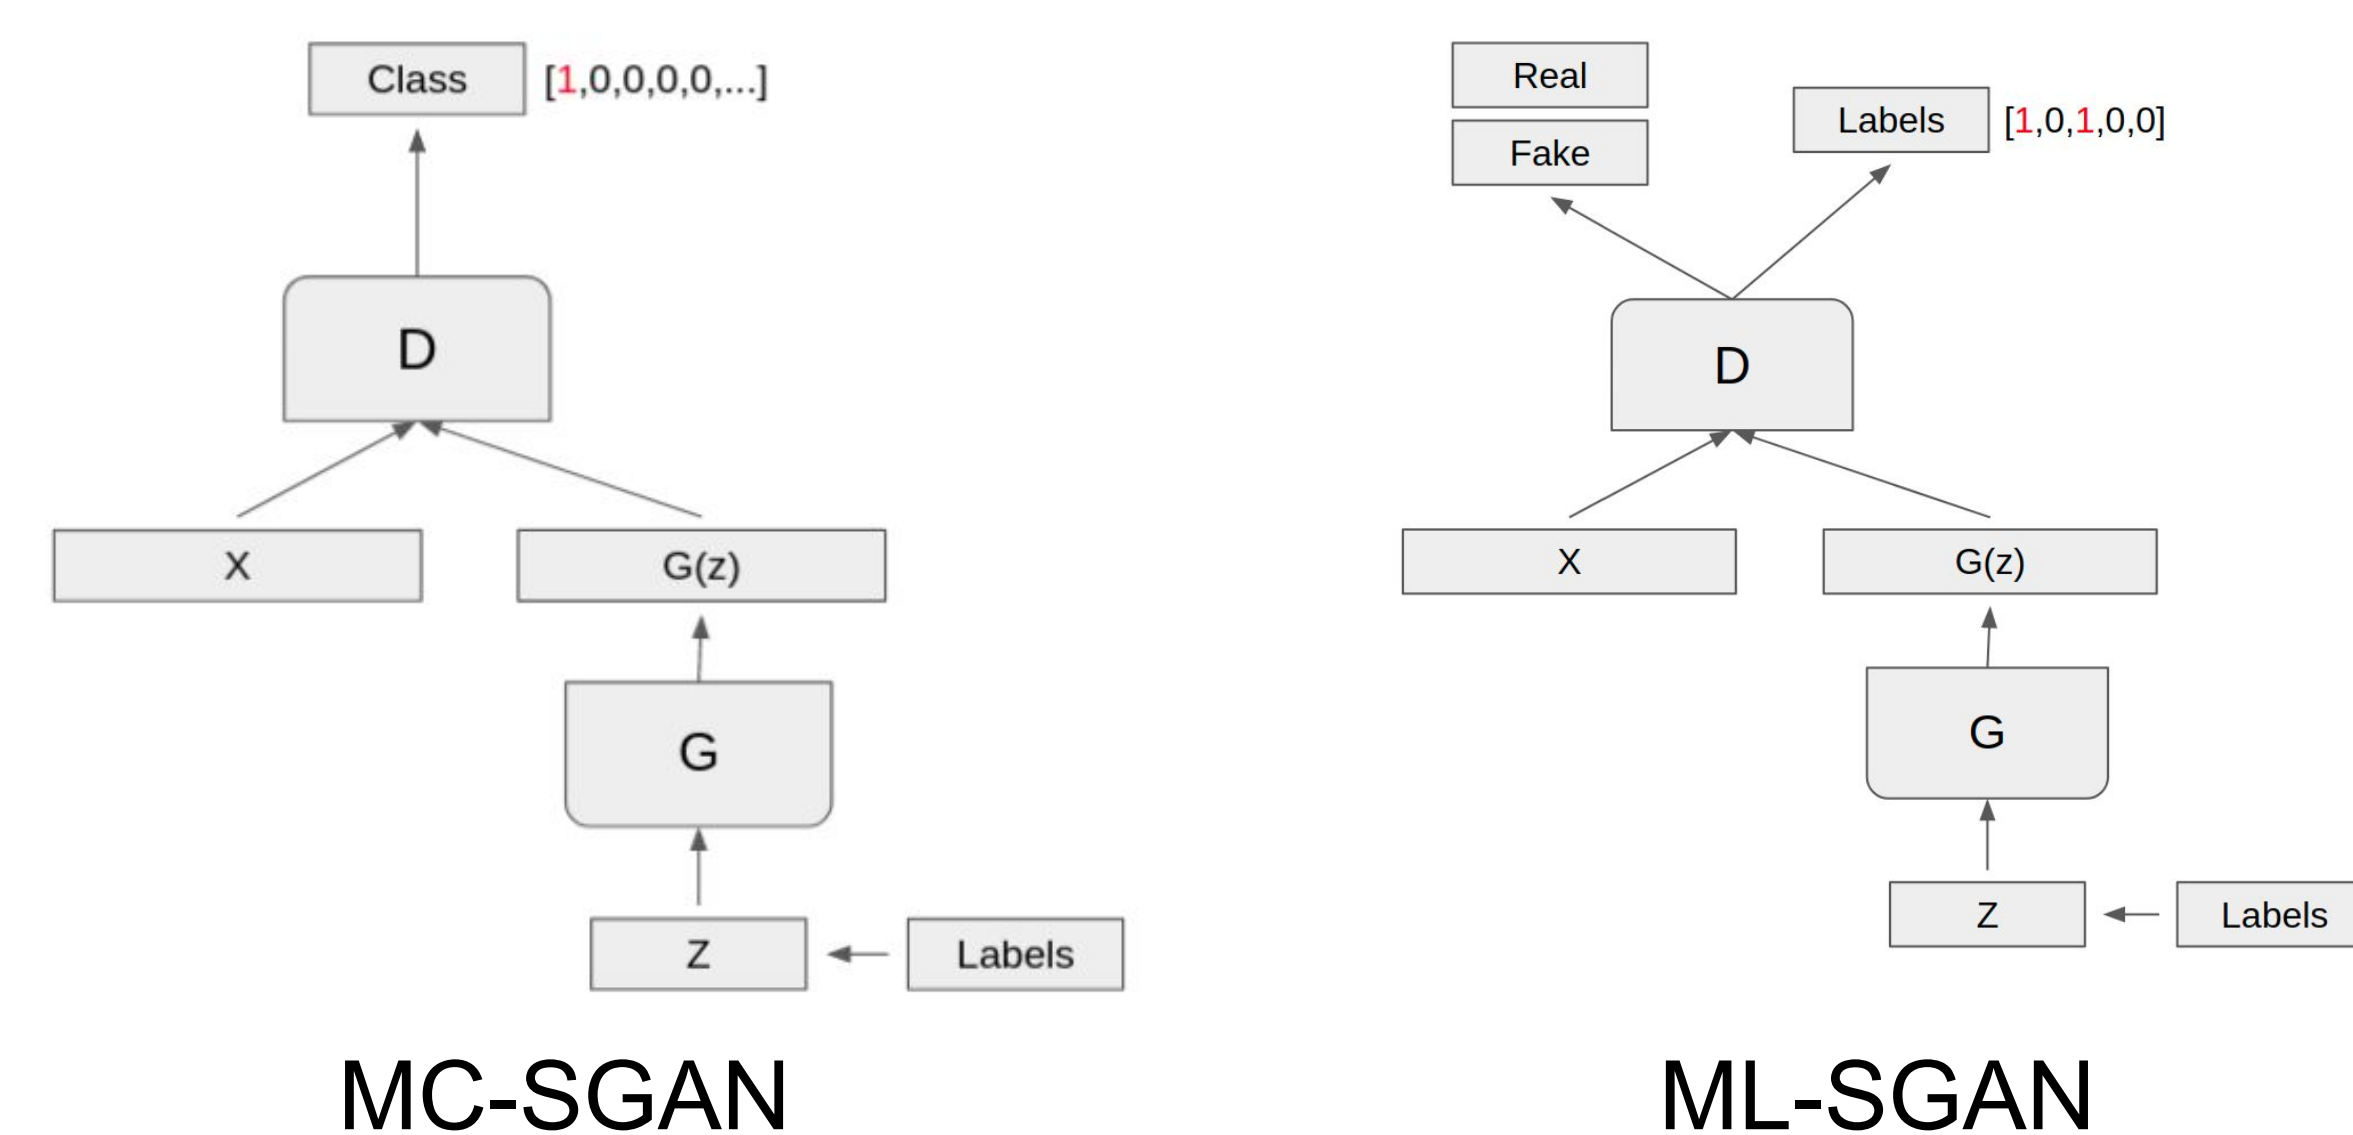 Class [1,0,0,0,0,...]
D
X
G(z)
G
Z
Labels
MC-SGAN
Real
Fake
Labels [1,0,1,0,0]
D
X
G(z)
G
Z
Labels
ML-SGAN